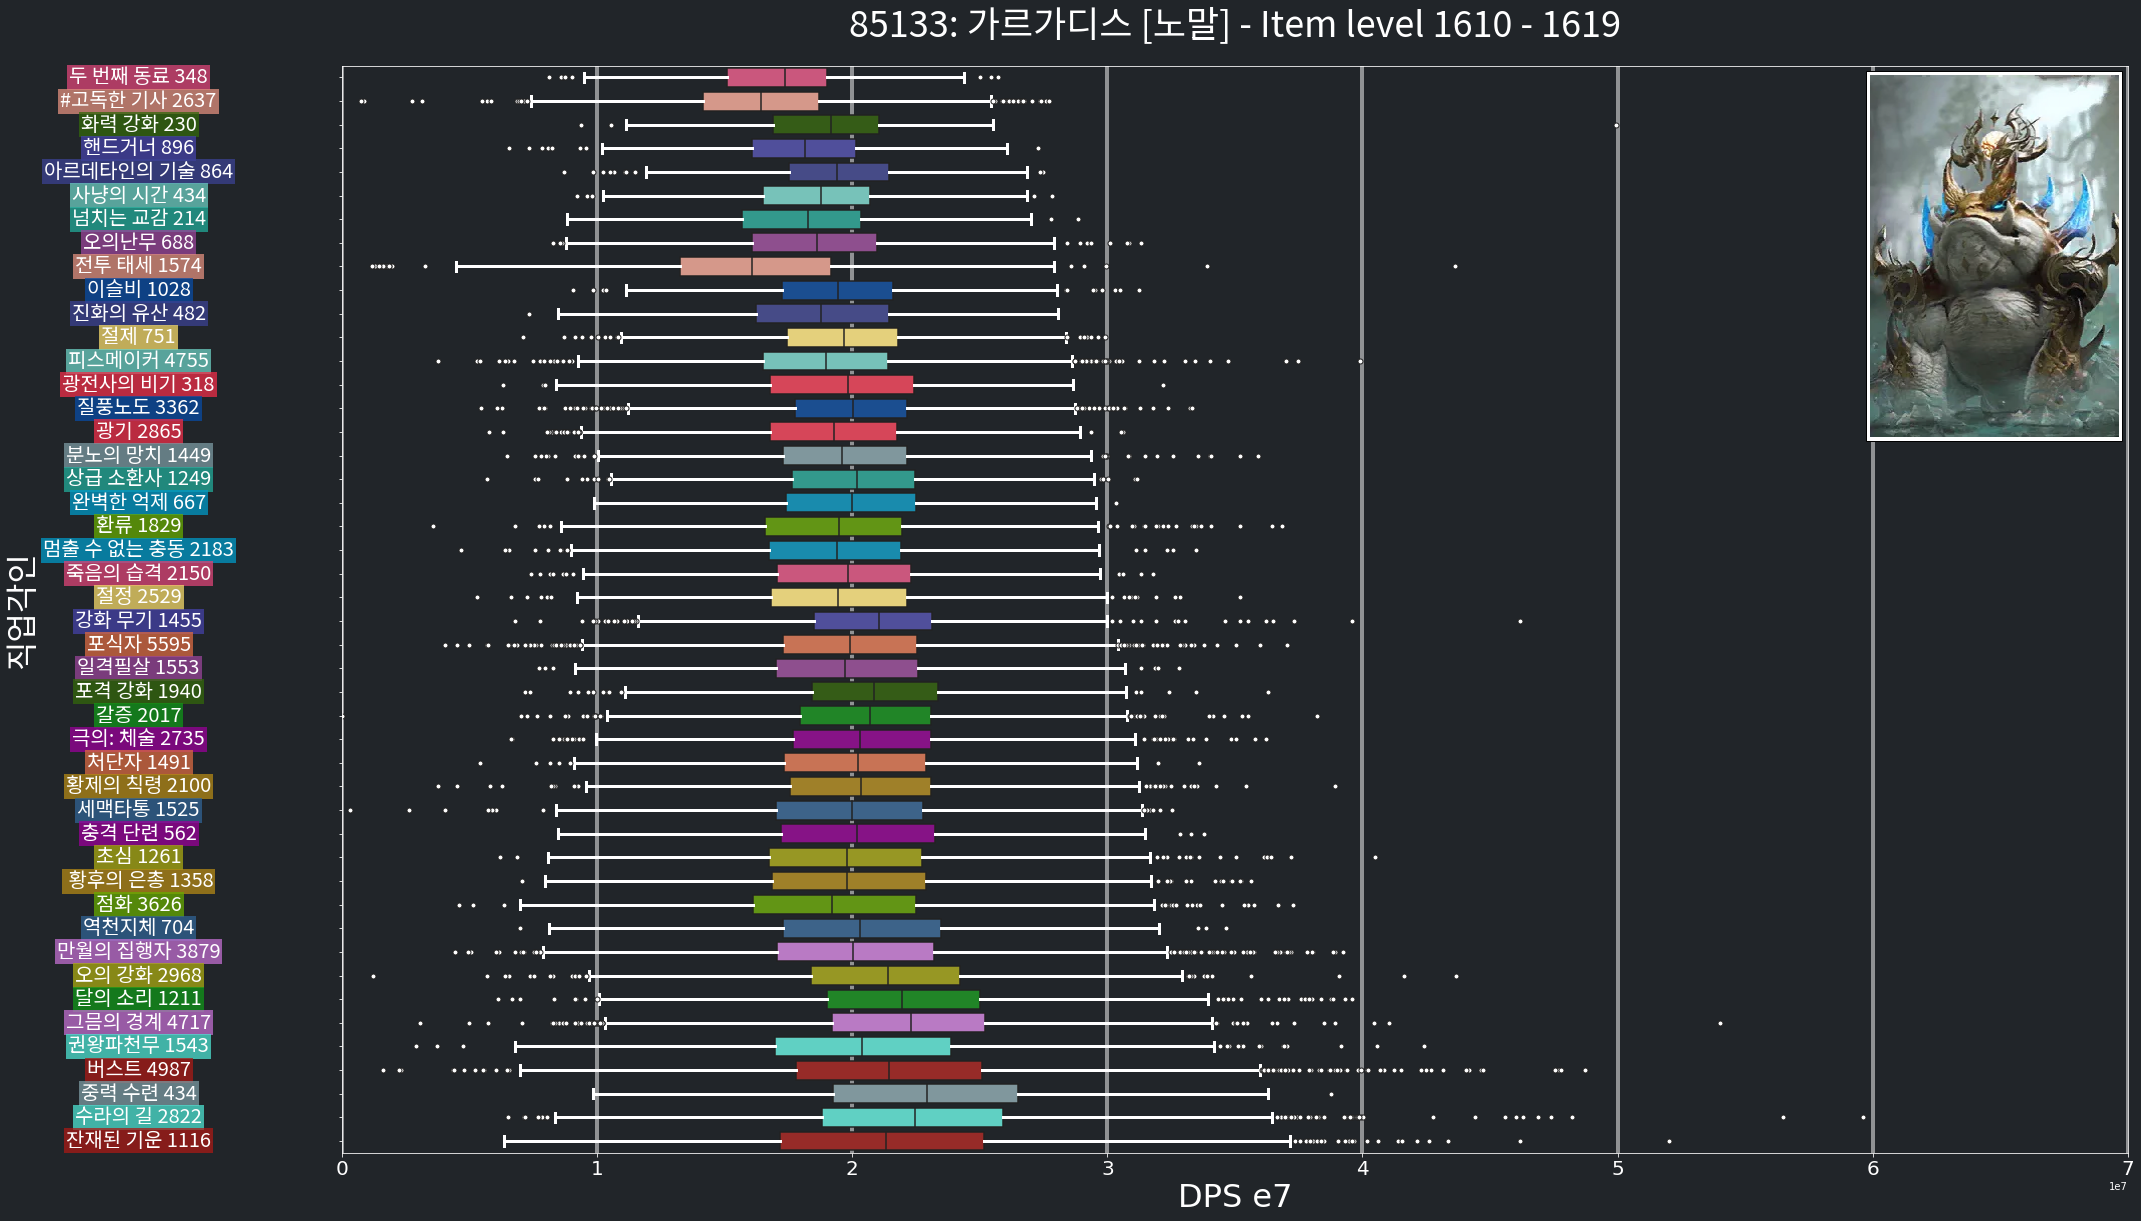 85133: 가르가디스 [노말] - Item level 1610 - 1619
두 번째 동료 348
#고독한 기사 2637
화력 강화 230
핸드거너 896
아르데타인의 기술 864
사냥의 시간 434
넘치는 교감 214
오의난무 688
전투 태세 1574
이슬비 1028
진화의 유산 482
절제 751
피스메이커 4755
광전사의 비기 318
질풍노도 3362
광기 2865
분노의 망치 1449
상급 소환사 1249
완벽한 억제 667
환류 1829
멈출 수 없는 충동 2183
죽음의 습격 2150
절정 2529
강화 무기 1455
포식자 5595
일격필살 1553
포격 강화 1940
갈증 2017
극의: 체술 2735
처단자 1491
황제의 칙령 2100
세맥타통 1525
충격 단련 562
초심 1261
황후의 은총 1358
점화 3626
역천지체 704
만월의 집행자 3879
오의 강화 2968
달의 소리 1211
그믐의 경계 4717
권왕파천무 1543
버스트 4987
중력 수련 434
수라의 길 2822
잔재된 기운 1116
직업각인
0 1 2 3 4 5 6 7
1e7
DPS e7